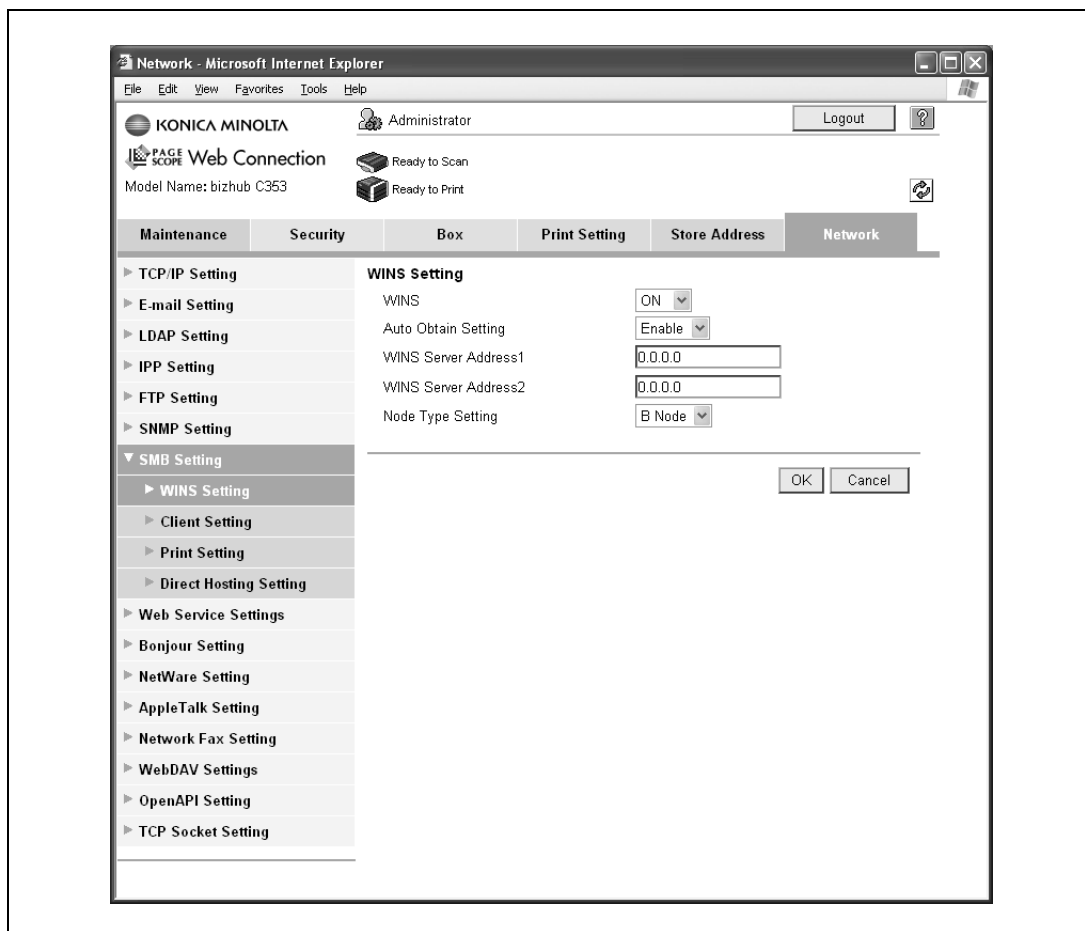 Network - Microsoft Internet Explorer
File Edit View Favorites Tools Help
KONICA MINOLTA
Administrator
Logout
?
PAGE SCOPE Web Connection
Ready to Scan
Model Name: bizhub C353
Ready to Print
Maintenance Security Box Print Setting Store Address Network
TCP/IP Setting
E-mail Setting
LDAP Setting
IPP Setting
FTP Setting
SNMP Setting
SMB Setting
WINS Setting
Client Setting
Print Setting
Direct Hosting Setting
Web Service Settings
Bonjour Setting
NetWare Setting
AppleTalk Setting
Network Fax Setting
WebDAV Settings
OpenAPI Setting
TCP Socket Setting
WINS Setting
WINS ON
Auto Obtain Setting Enable
WINS Server Address1 0.0.0.0
WINS Server Address2 0.0.0.0
Node Type Setting B Node
OK Cancel